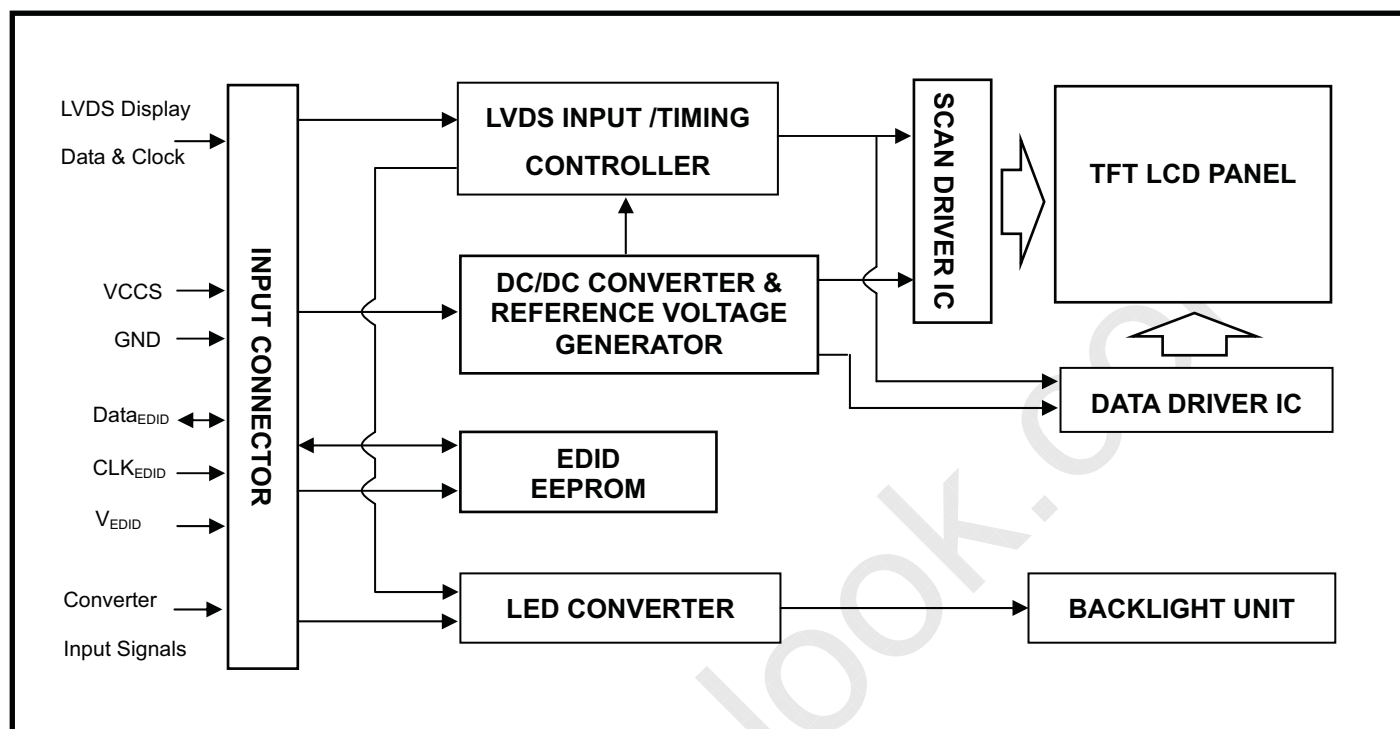 LVDS Display
Data & Clock
VCCS
GND
DataEDID
CLKEDID
VEDID
Converter
Input Signals
INPUT CONNECTOR
LVDS INPUT /TIMING
CONTROLLER
DC/DC CONVERTER &
REFERENCE VOLTAGE
GENERATOR
EDID
EEPROM
LED CONVERTER
SCAN DRIVER IC
TFT LCD PANEL
DATA DRIVER IC
BACKLIGHT UNIT